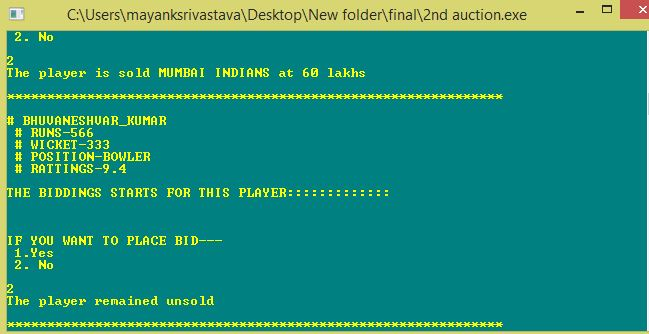 C:\Users\mayanksrivastava\Desktop\New folder\final\2nd auction.exe
2. No
2
The player is sold MUMBAI INDIANS at 60 lakhs
**************************************************************
# BHUVANESHVAR_KUMAR
# RUNS-566
# WICKET-333
# POSITION-BOWLER
# RATTINGS-9.4
THE BIDDINGS STARTS FOR THIS PLAYER:::::::::::::
IF YOU WANT TO PLACE BID---
1.Yes
2. No
2
The player remained unsold
**************************************************************